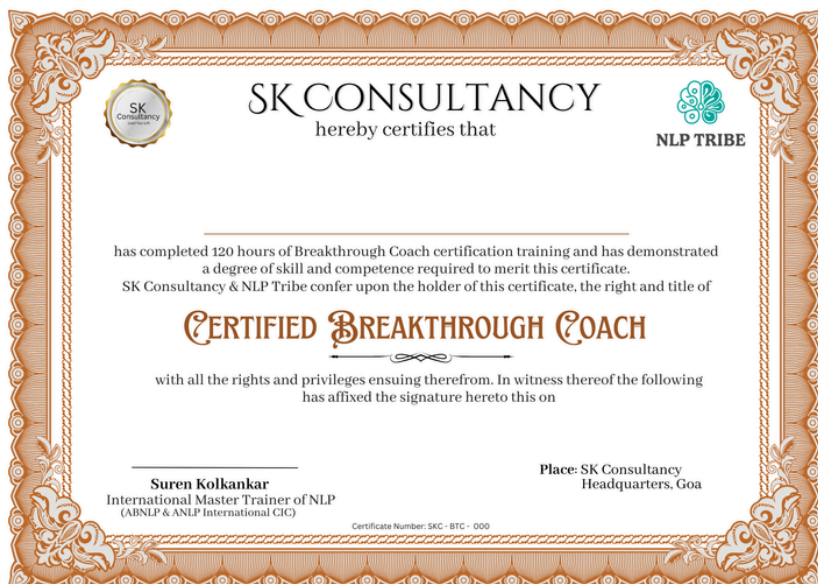 SK
Consultancy
SK CONSULTANCY
hereby certifies that
NLP TRIBE
has completed 120 hours of Breakthrough Coach certification training and has demonstrated
a degree of skill and competence required to merit this certificate.
SK Consultancy & NLP Tribe confer upon the holder of this certificate, the right and title of
CERTIFIED BREAKTHROUGH COACH
with all the rights and privileges ensuing therefrom. In witness thereof the following
has affixed the signature hereto this on
Suren Kolkankar
International Master Trainer of NLP
(ABNLP & ANLP International CIC)
Place: SK Consultancy
Headquarters, Goa
Certificate Number: SKC - BTC - 000